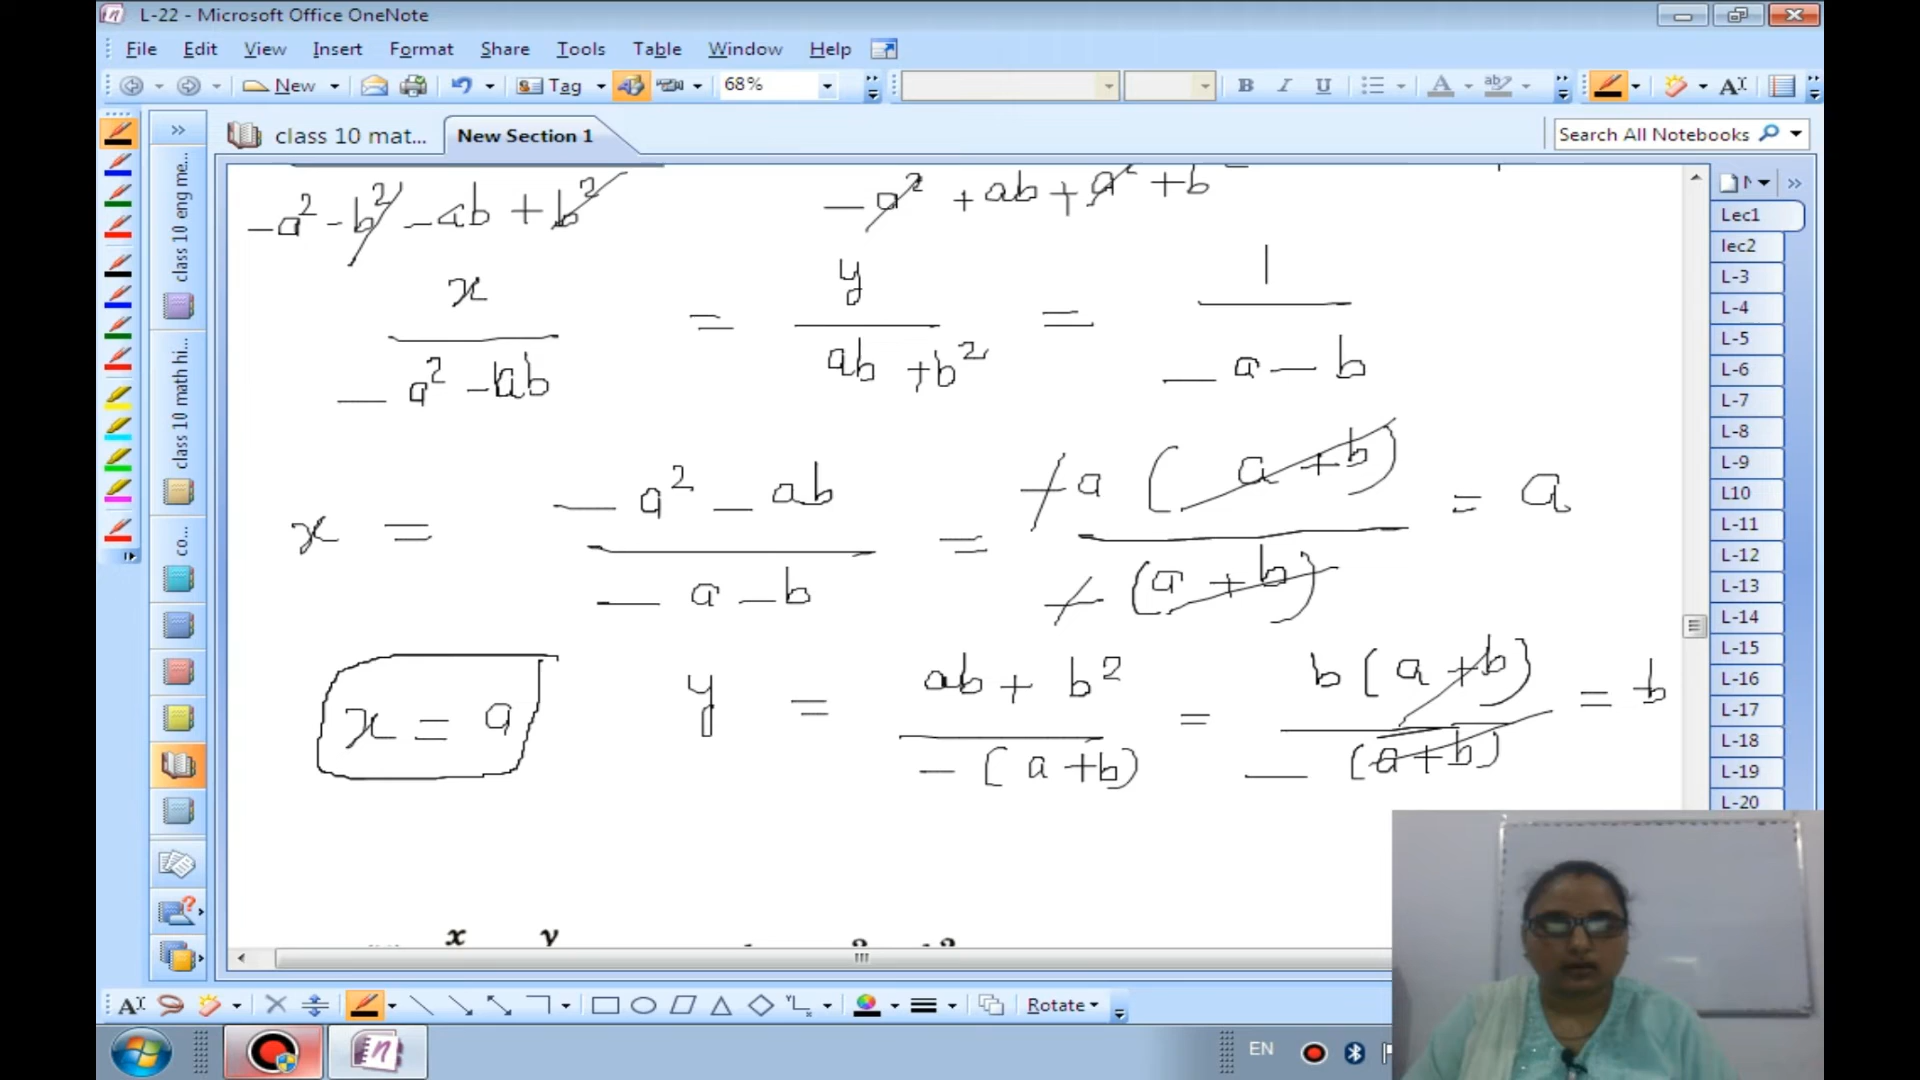 L-22 - Microsoft Office OneNote
File Edit View Insert Format Share Tools Table Window Help
New Tag 68% B I U A ab A
class 10 mat... New Section 1 Search All Notebooks
class 10 eng me...
class 10 math hi...
co...
Lec1
lec2
L-3
L-4
L-5
L-6
L-7
L-8
L-9
L10
L-11
L-12
L-13
L-14
L-15
L-16
L-17
L-18
L-19
L-20
-a² - b² - ab + b² -a² + ab + a² + b
x / (-a² - ab) = y / (ab + b²) = 1 / (-a - b)
x = (-a² - ab) / (-a - b) = -a(a + b) / -(a + b) = a
x = a y = (ab + b²) / -(a + b) = b(a + b) / -(a + b) = b
x y
Rotate
EN